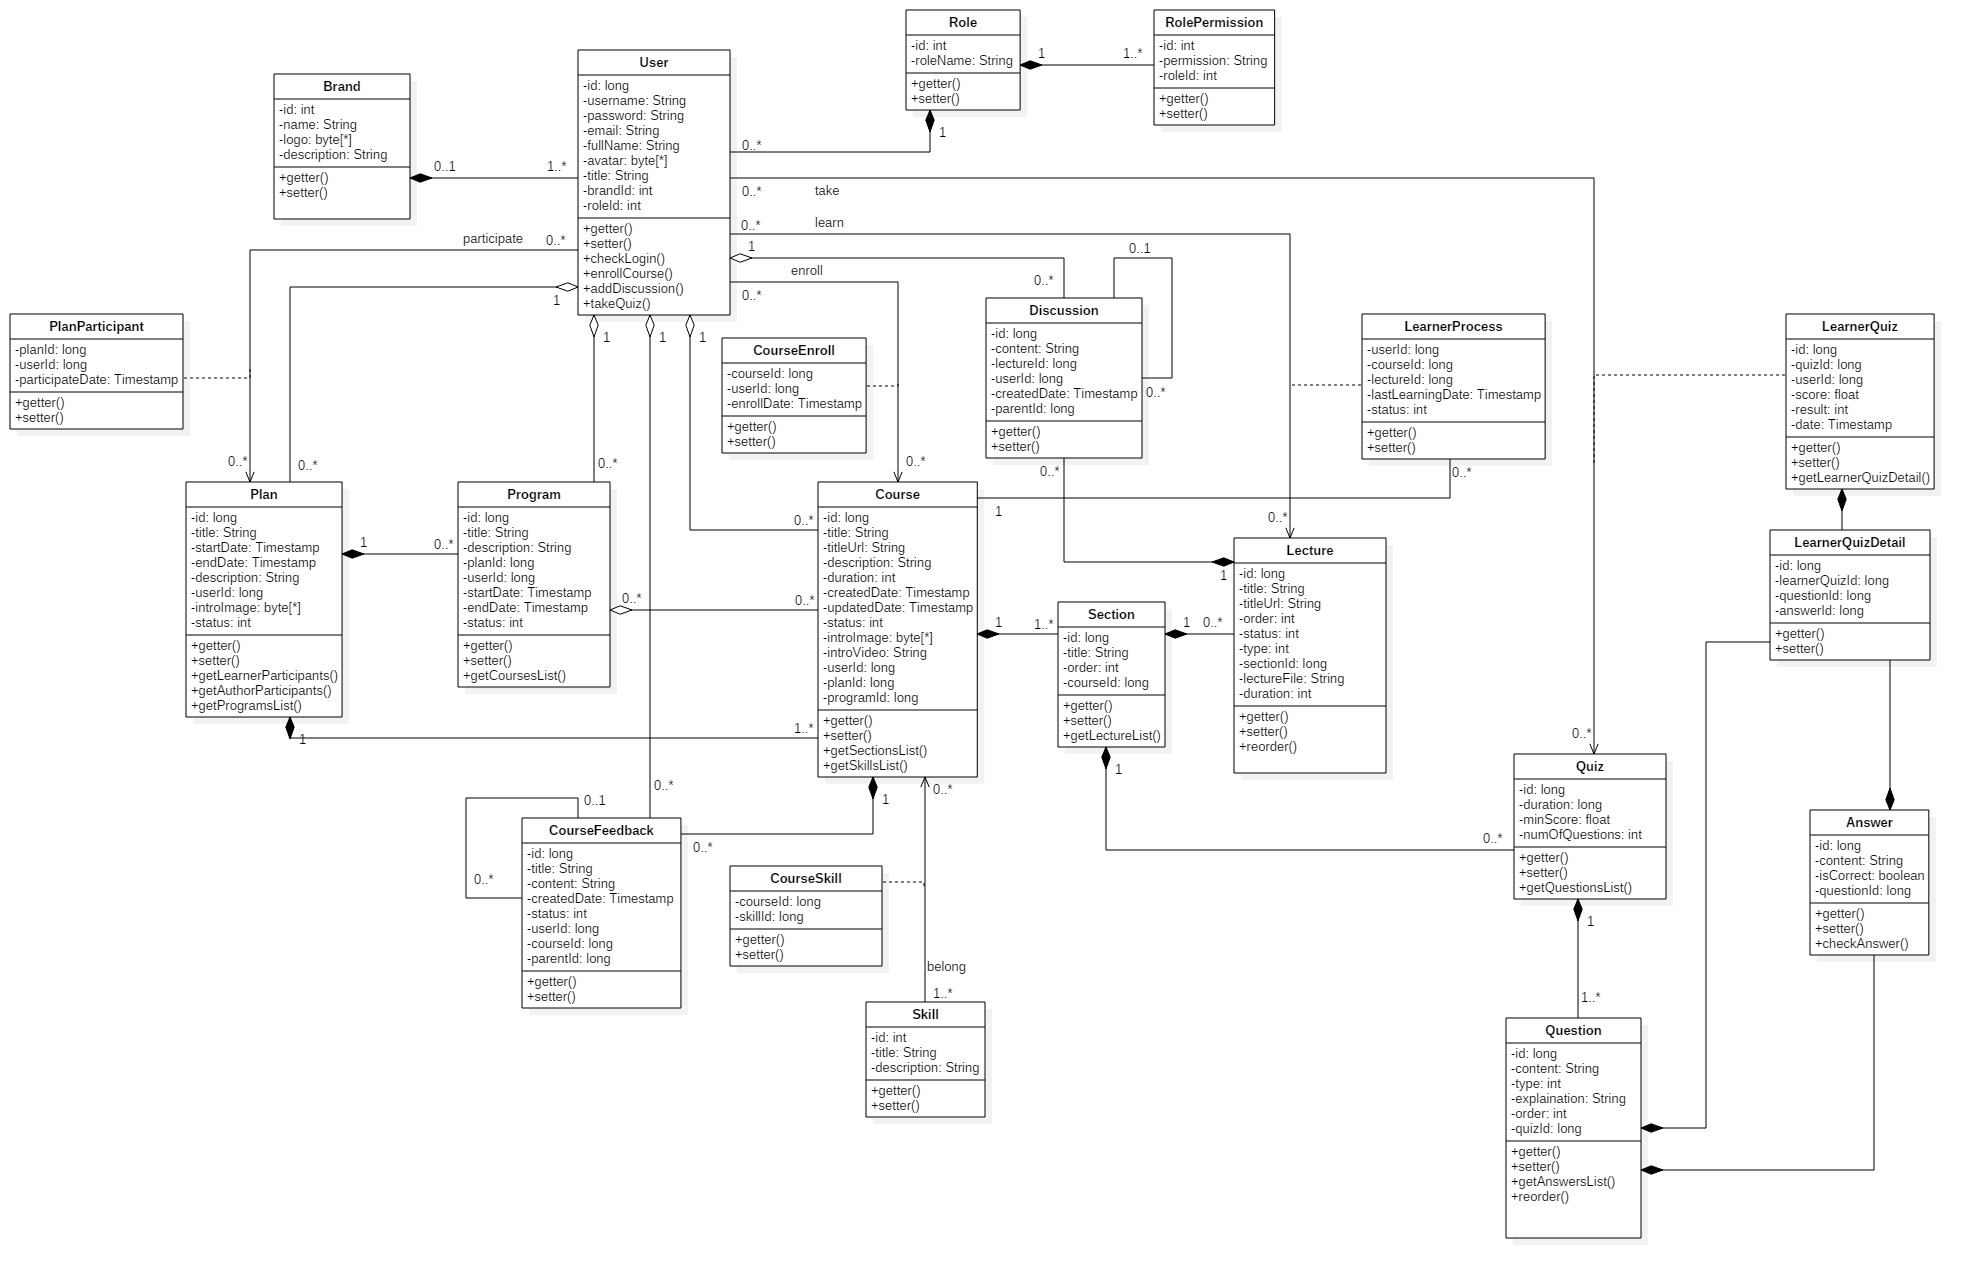 Role
-id: int
-roleName: String
+getter()
+setter()
1
1..*
1
RolePermission
-id: int
-permission: String
-roleId: int
+getter()
+setter()
User
-id: long
-username: String
-password: String
-email: String
-fullName: String
-avatar: byte[*]
-title: String
-brandId: int
-roleId: int
+getter()
+setter()
+checkLogin()
+enrollCourse()
+addDiscussion()
+takeQuiz()
Brand
-id: int
-name: String
-logo: byte[*]
-description: String
+getter()
+setter()
0..1
1..*
0..*
0..*
take
0..*
learn
1
enroll
0..*
participate
0..*
1
1
1
1
0..1
0..*
Discussion
-id: long
-content: String
-lectureId: long
-userId: long
-createdDate: Timestamp
-parentId: long
+getter()
+setter()
0..*
0..*
PlanParticipant
-planId: long
-userId: long
-participateDate: Timestamp
+getter()
+setter()
CourseEnroll
-courseId: long
-userId: long
-enrollDate: Timestamp
+getter()
+setter()
LearnerProcess
-userId: long
-courseId: long
-lectureId: long
-lastLearningDate: Timestamp
-status: int
+getter()
+setter()
0..*
LearnerQuiz
-id: long
-quizId: long
-userId: long
-score: float
-result: int
-date: Timestamp
+getter()
+setter()
+getLearnerQuizDetail()
0..*
0..*
0..*
0..*
Plan
-id: long
-title: String
-startDate: Timestamp
-endDate: Timestamp
-description: String
-userId: long
-introImage: byte[*]
-status: int
+getter()
+setter()
+getLearnerParticipants()
+getAuthorParticipants()
+getProgramsList()
1
0..*
1
Program
-id: long
-title: String
-description: String
-planId: long
-userId: long
-startDate: Timestamp
-endDate: Timestamp
-status: int
+getter()
+setter()
+getCoursesList()
0..*
0..*
0..*
1..*
Course
-id: long
-title: String
-titleUrl: String
-description: String
-duration: int
-createdDate: Timestamp
-updatedDate: Timestamp
-status: int
-introImage: byte[*]
-introVideo: String
-userId: long
-planId: long
-programId: long
+getter()
+setter()
+getSectionsList()
+getSkillsList()
1
1
1..*
Section
-id: long
-title: String
-order: int
-courseId: long
+getter()
+setter()
+getLectureList()
1
0..*
1
0..*
1
Lecture
-id: long
-title: String
-titleUrl: String
-order: int
-status: int
-type: int
-sectionId: long
-lectureFile: String
-duration: int
+getter()
+setter()
+reorder()
LearnerQuizDetail
-id: long
-learnerQuizId: long
-questionId: long
-answerId: long
+getter()
+setter()
0..*
Quiz
-id: long
-duration: long
-minScore: float
-numOfQuestions: int
+getter()
+setter()
+getQuestionsList()
0..*
1
1..*
Answer
-id: long
-content: String
-isCorrect: boolean
-questionId: long
+getter()
+setter()
+checkAnswer()
0..*
0..1
0..*
CourseFeedback
-id: long
-title: String
-content: String
-createdDate: Timestamp
-status: int
-userId: long
-courseId: long
-parentId: long
+getter()
+setter()
0..*
1
0..*
CourseSkill
-courseId: long
-skillId: long
+getter()
+setter()
belong
1..*
Skill
-id: int
-title: String
-description: String
+getter()
+setter()
Question
-id: long
-content: String
-type: int
-explaination: String
-order: int
-quizId: long
+getter()
+setter()
+getAnswersList()
+reorder()